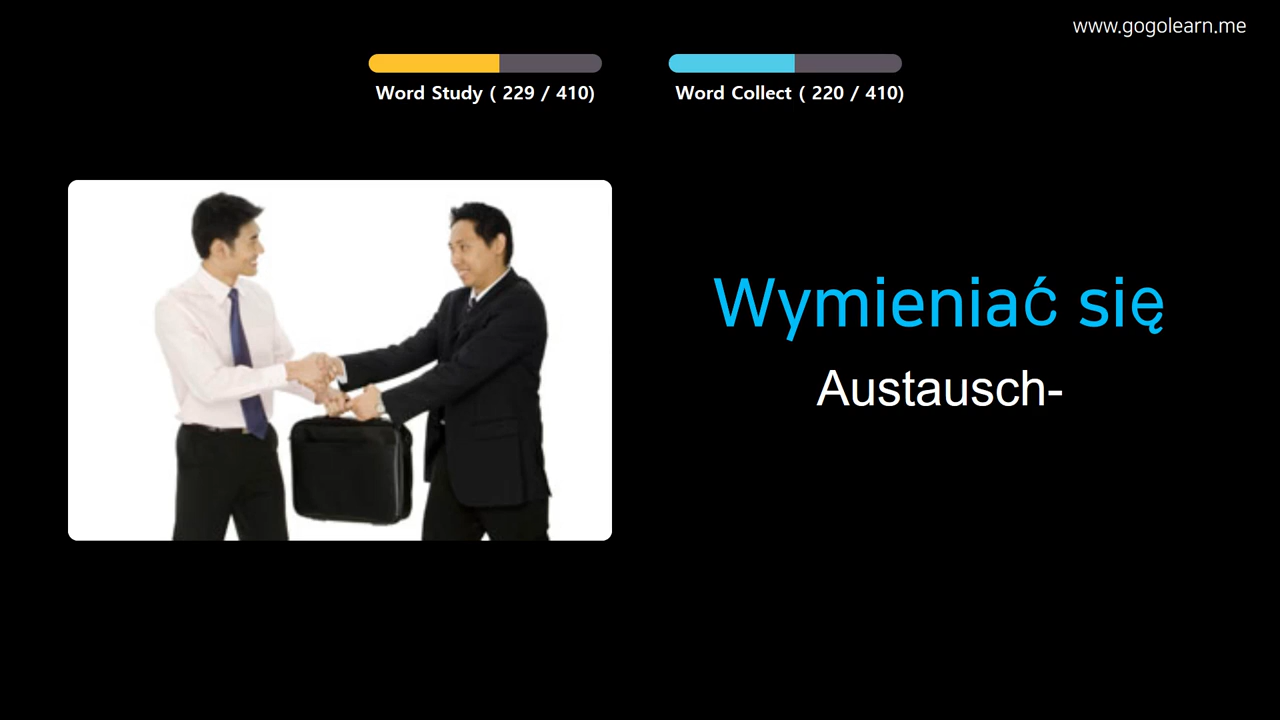 www.gogolearn.me
Word Study ( 229 / 410)
Word Collect ( 220 / 410)
Wymieniać się
Austausch-